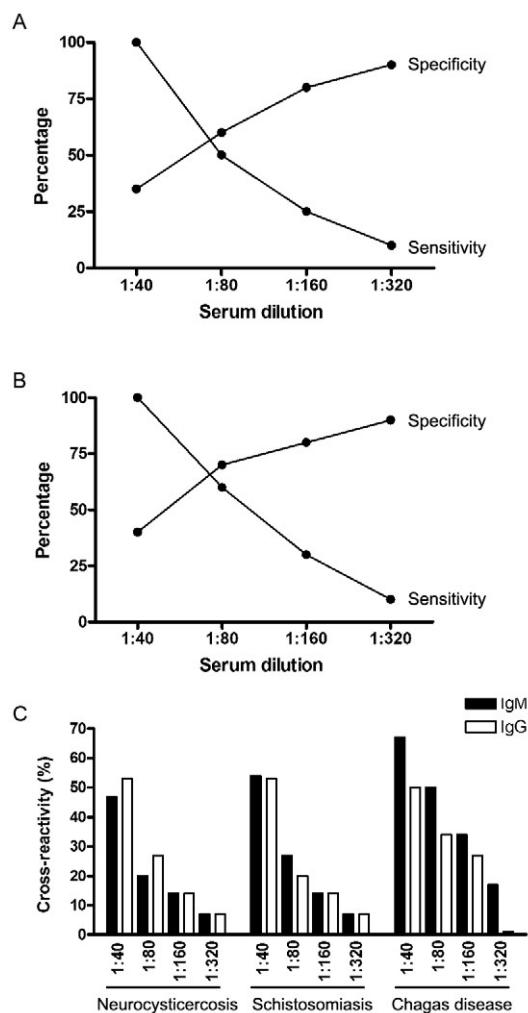 A
100
75
50
25
0
Percentage
Specificity
Sensitivity
1:40 1:80 1:160 1:320
Serum dilution
B
100
75
50
25
0
Percentage
Specificity
Sensitivity
1:40 1:80 1:160 1:320
Serum dilution
C
IgM
IgG
70
60
50
40
30
20
10
0
Cross-reactivity (%)
1:40 1:80 1:160 1:320 1:40 1:80 1:160 1:320 1:40 1:80 1:160 1:320
Neurocysticercosis Schistosomiasis Chagas disease